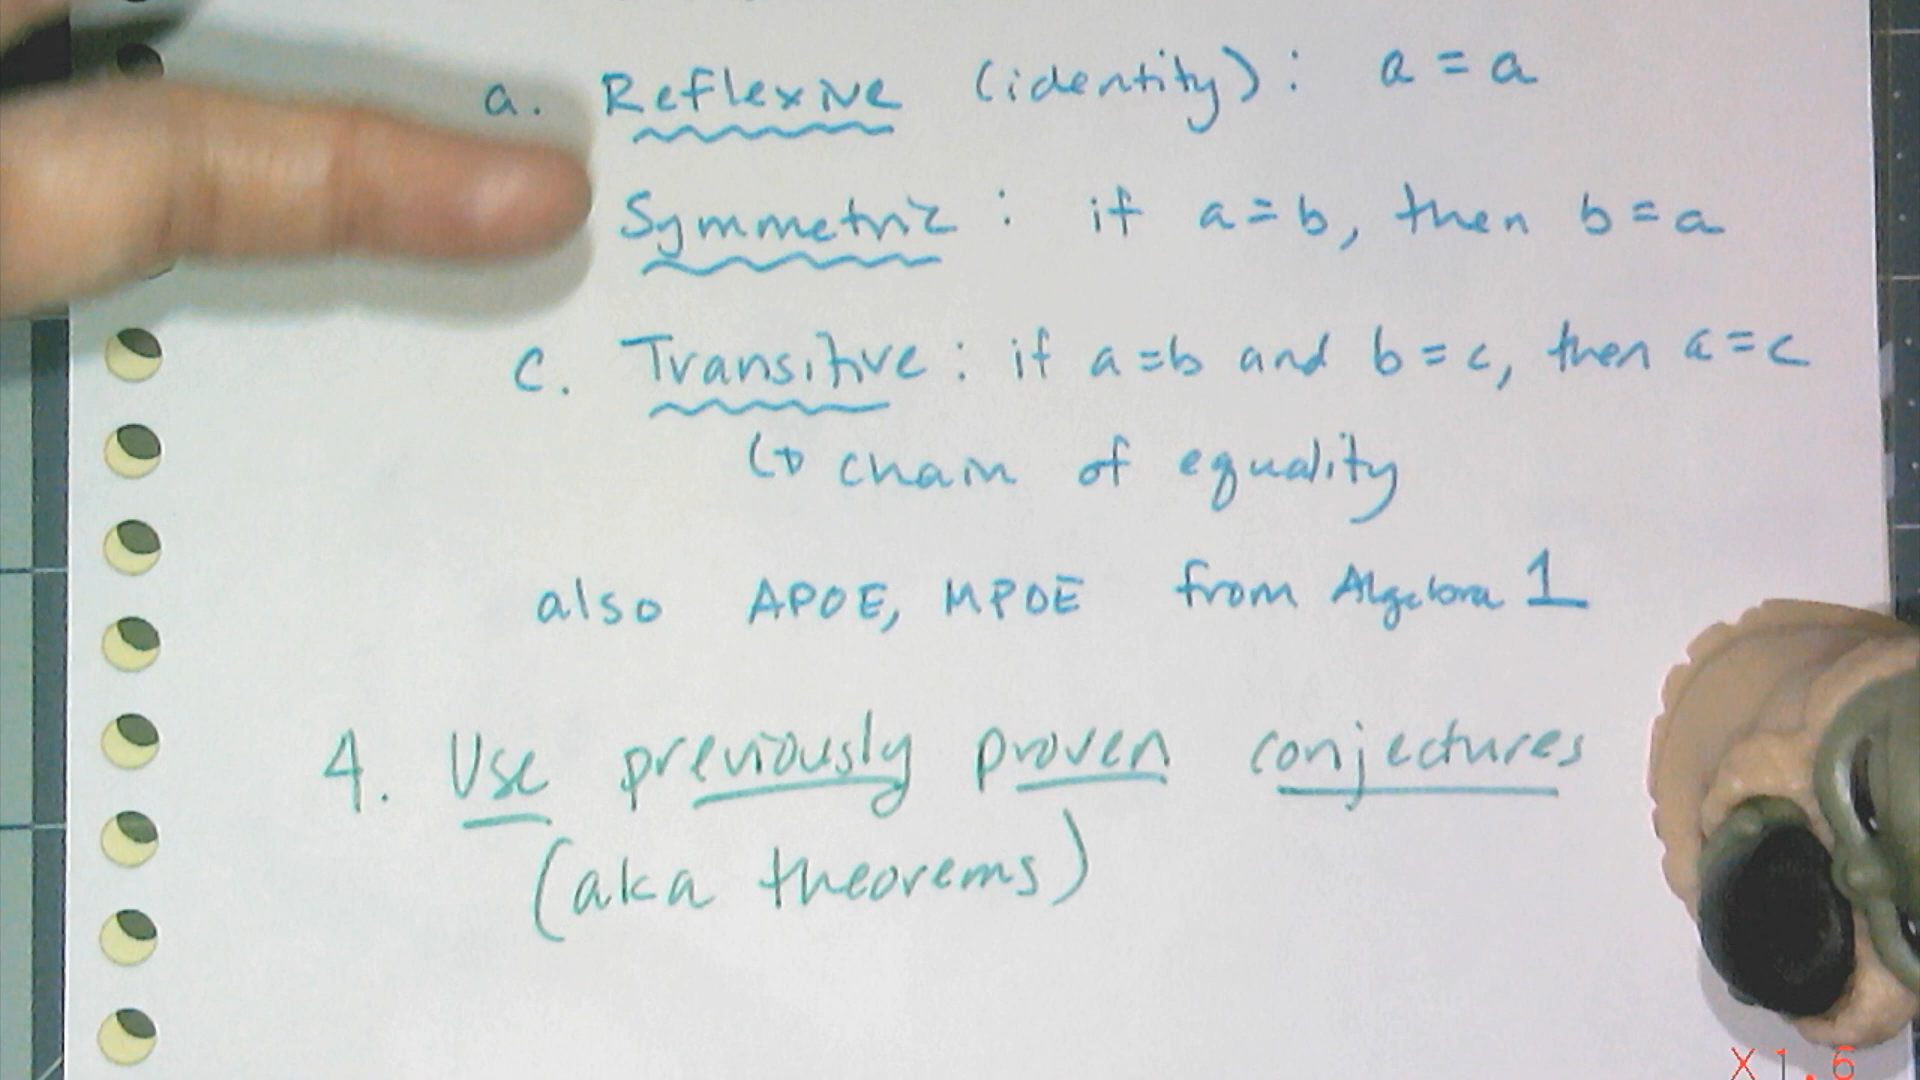 a. Reflexive (identity): a = a
Symmetric: if a = b, then b = a
c. Transitive: if a = b and b = c, then a = c
↳ chain of equality
also APOE, MPOE from Algebra 1
4. Use previously proven conjectures
(aka theorems)
X1.6